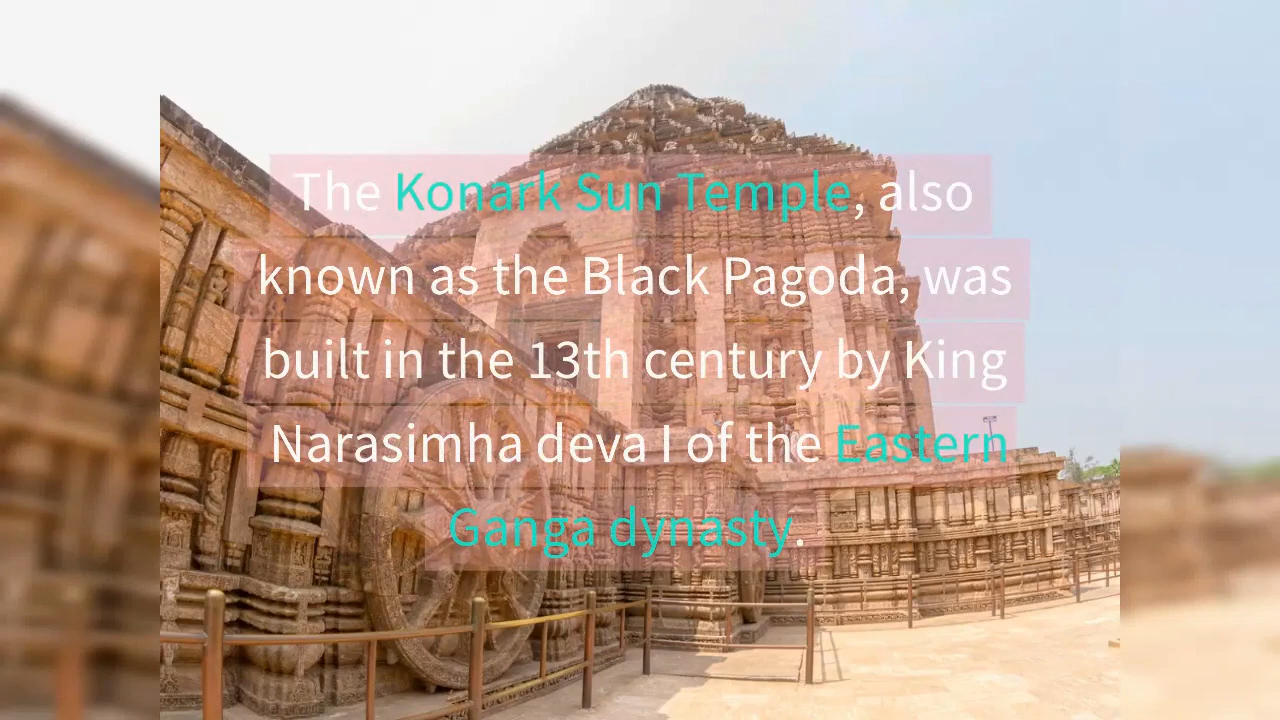 The Konark Sun Temple, also
known as the Black Pagoda, was
built in the 13th century by King
Narasimha deva I of the Eastern
Ganga dynasty.